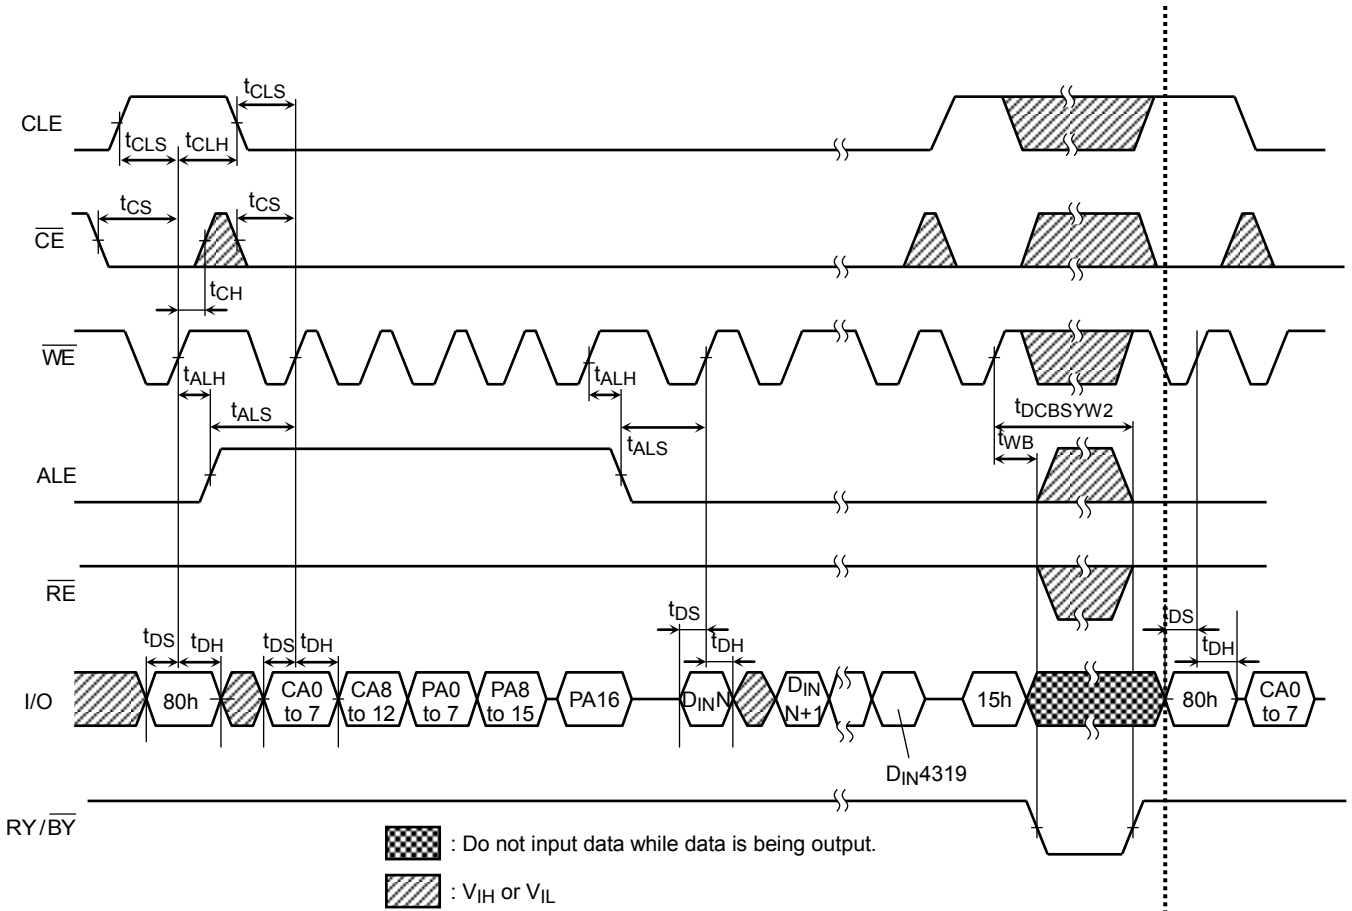 tCLS
CLE
tCLS
tCLH
tCS
tCS
CE
tCH
WE
tALH
tALH
tDCBSYW2
tALS
tALS
tWB
ALE
RE
tDS
tDH
tDS
tDH
tDS
tDH
tDS
tDH
I/O
80h
CA0 to 7
CA8 to 12
PA0 to 7
PA8 to 15
PA16
DINN
DIN N+1
15h
80h
CA0 to 7
DIN4319
RY/BY
: Do not input data while data is being output.
: VIH or VIL